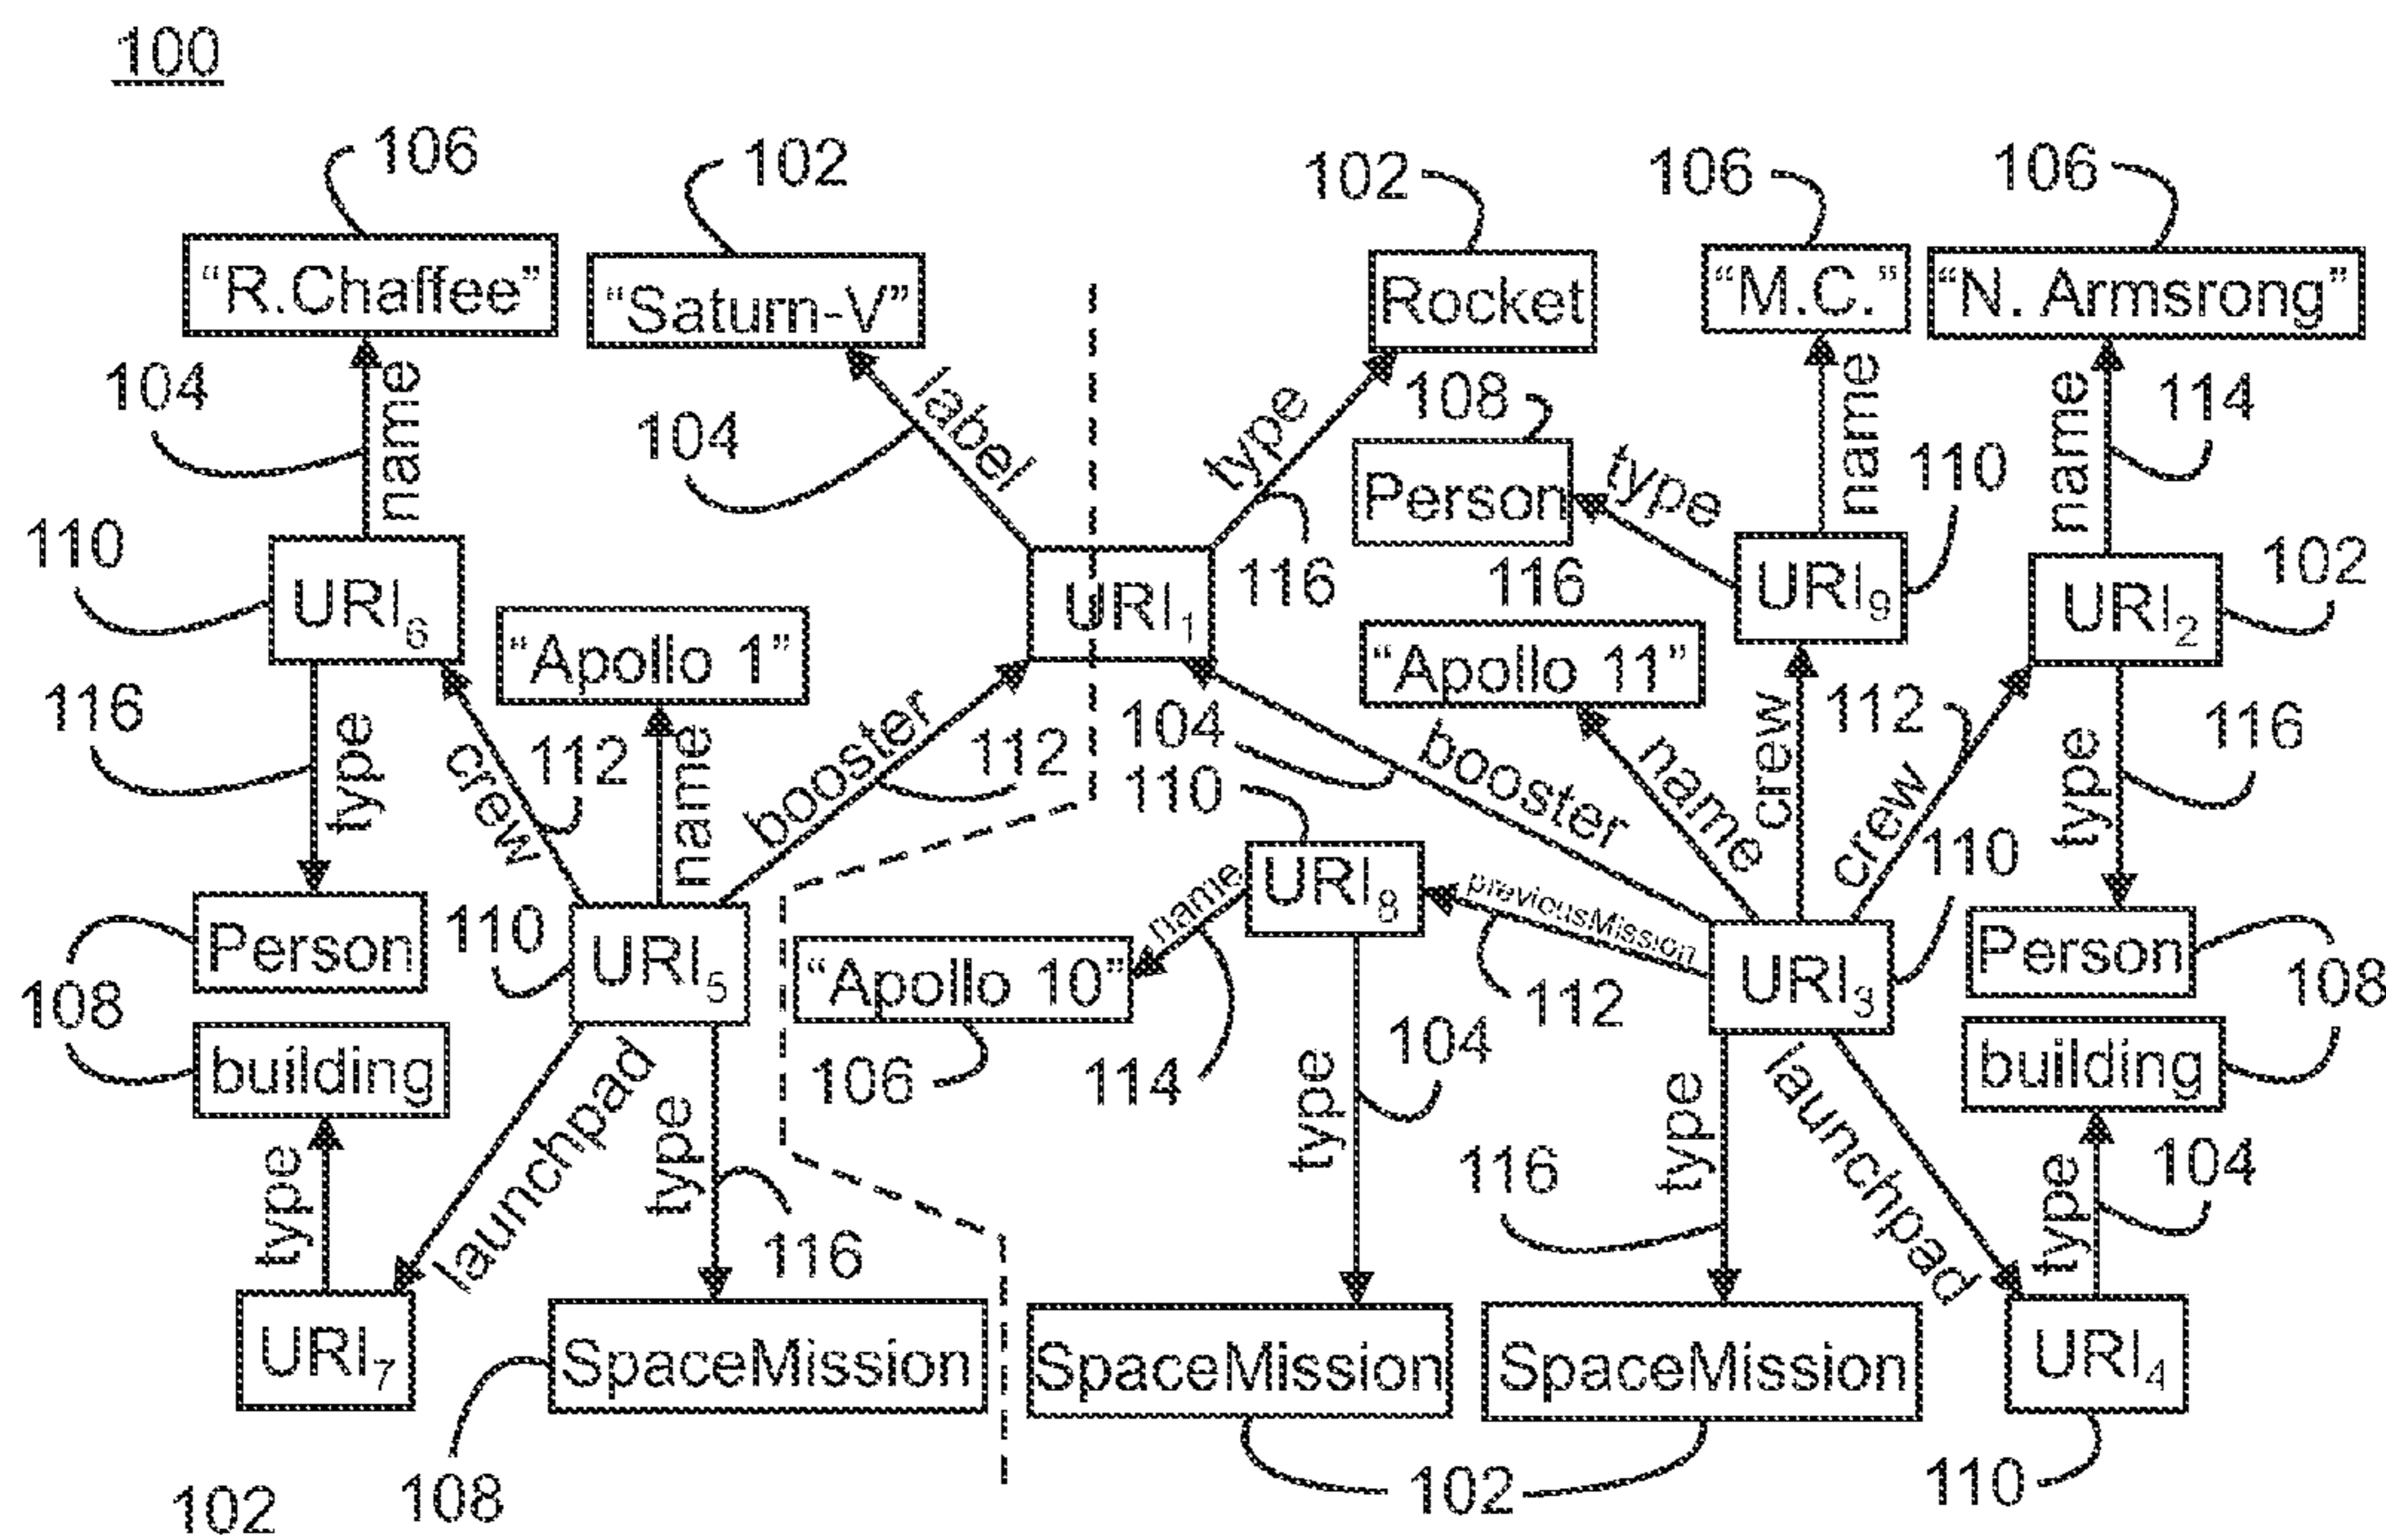 100
106
102
102
106
106
“R.Chaffee”
“Saturn-V”
Rocket
“M.C.”
“N. Armsrong”
104
name
104
label
type
108
Person
type
name
110
name
114
110
URI6
“Apollo 1”
URI1
116
116
“Apollo 11”
URI9
URI2
102
116
type
crew
112
name
booster
112
104
110
booster
name
crew
112
crew
110
type
116
Person
110
URI5
“Apollo 10”
name
URI8
previousMission
112
URI3
Person
108
108
building
launchpad
type
106
114
type
104
type
launchpad
building
type
116
116
type
104
URI7
SpaceMission
SpaceMission
SpaceMission
URI4
102
108
102
110